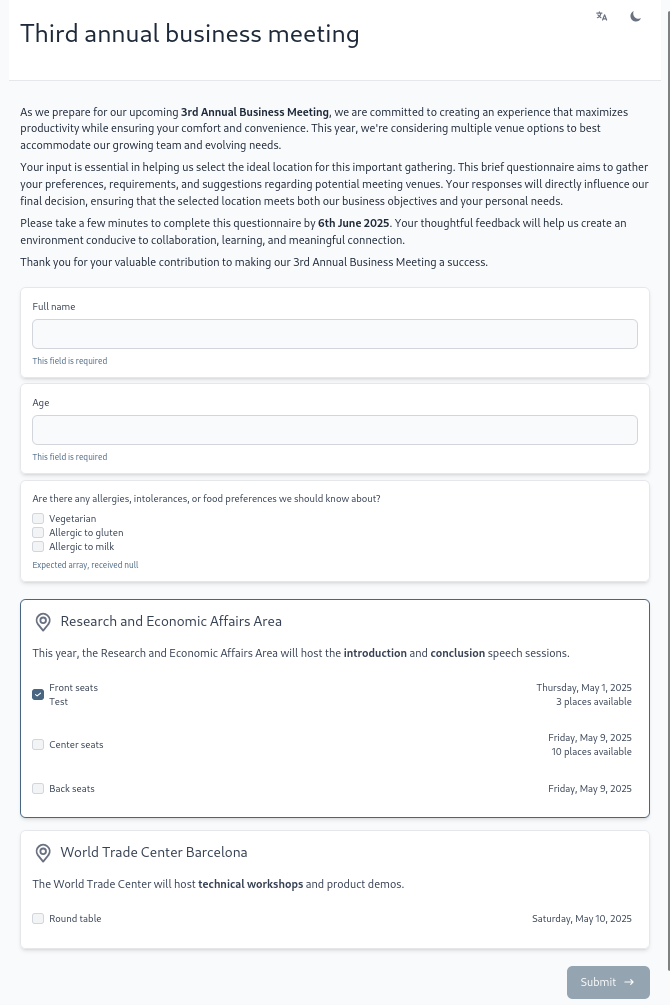 Third annual business meeting
As we prepare for our upcoming 3rd Annual Business Meeting, we are committed to creating an experience that maximizes
productivity while ensuring your comfort and convenience. This year, we're considering multiple venue options to best
accommodate our growing team and evolving needs.
Your input is essential in helping us select the ideal location for this important gathering. This brief questionnaire aims to gather
your preferences, requirements, and suggestions regarding potential meeting venues. Your responses will directly influence our
final decision, ensuring that the selected location meets both our business objectives and your personal needs.
Please take a few minutes to complete this questionnaire by 6th June 2025. Your thoughtful feedback will help us create an
environment conducive to collaboration, learning, and meaningful connection.
Thank you for your valuable contribution to making our 3rd Annual Business Meeting a success.
Full name
This field is required
Age
This field is required
Are there any allergies, intolerances, or food preferences we should know about?
Vegetarian
Allergic to gluten
Allergic to milk
Expected array, received null
Research and Economic Affairs Area
This year, the Research and Economic Affairs Area will host the introduction and conclusion speech sessions.
Front seats Thursday, May 1, 2025
Test 3 places available
Center seats Friday, May 9, 2025
10 places available
Back seats Friday, May 9, 2025
World Trade Center Barcelona
The World Trade Center will host technical workshops and product demos.
Round table Saturday, May 10, 2025
Submit →